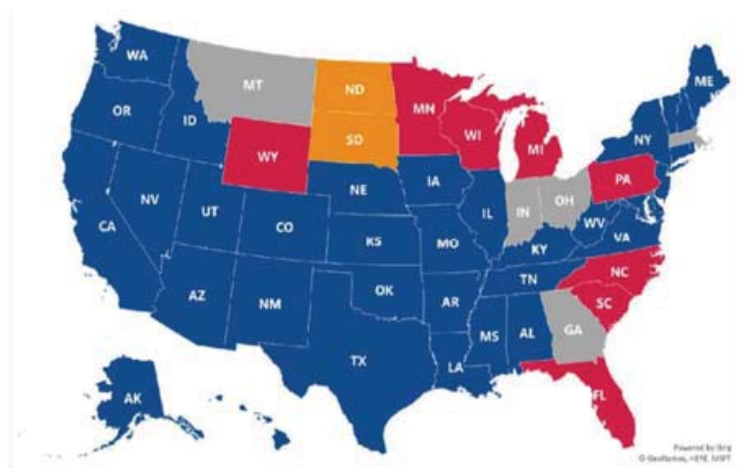 WA
ME
MT
ND
MN
OR
ID
WI
NY
SD
MI
WY
PA
IA
NE
NV
OH
IN
IL
UT
WV
CA
CO
VA
KS
MO
KY
NC
TN
OK
AZ
AR
NM
SC
MS
AL
GA
TX
LA
AK
FL
Powered by Bing
© GeoNames, HERE, MSFT